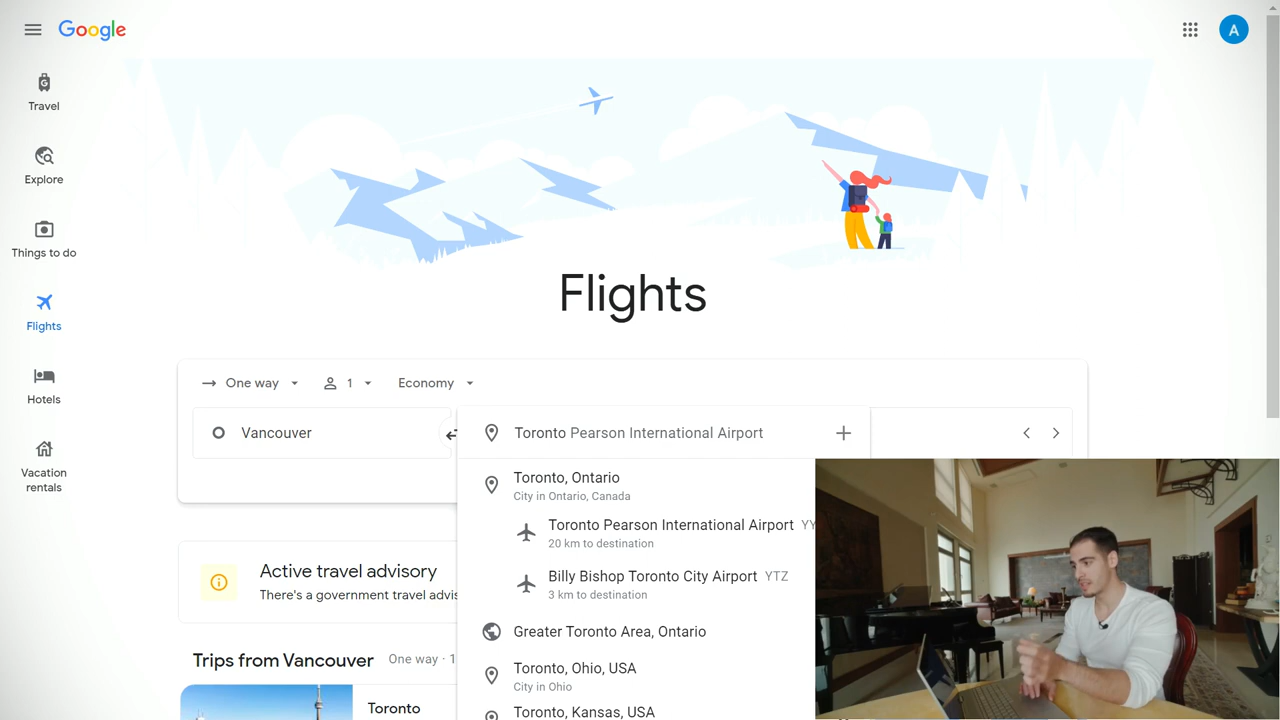 Google
A
Travel
Explore
Things to do
Flights
Hotels
Vacation
rentals
Flights
One way 1 Economy
Vancouver
Toronto Pearson International Airport
Toronto, Ontario
City in Ontario, Canada
Toronto Pearson International Airport
20 km to destination
Billy Bishop Toronto City Airport YTZ
3 km to destination
Greater Toronto Area, Ontario
Toronto, Ohio, USA
City in Ohio
Toronto, Kansas, USA
Active travel advisory
There's a government travel advis
Trips from Vancouver One way · 1
Toronto